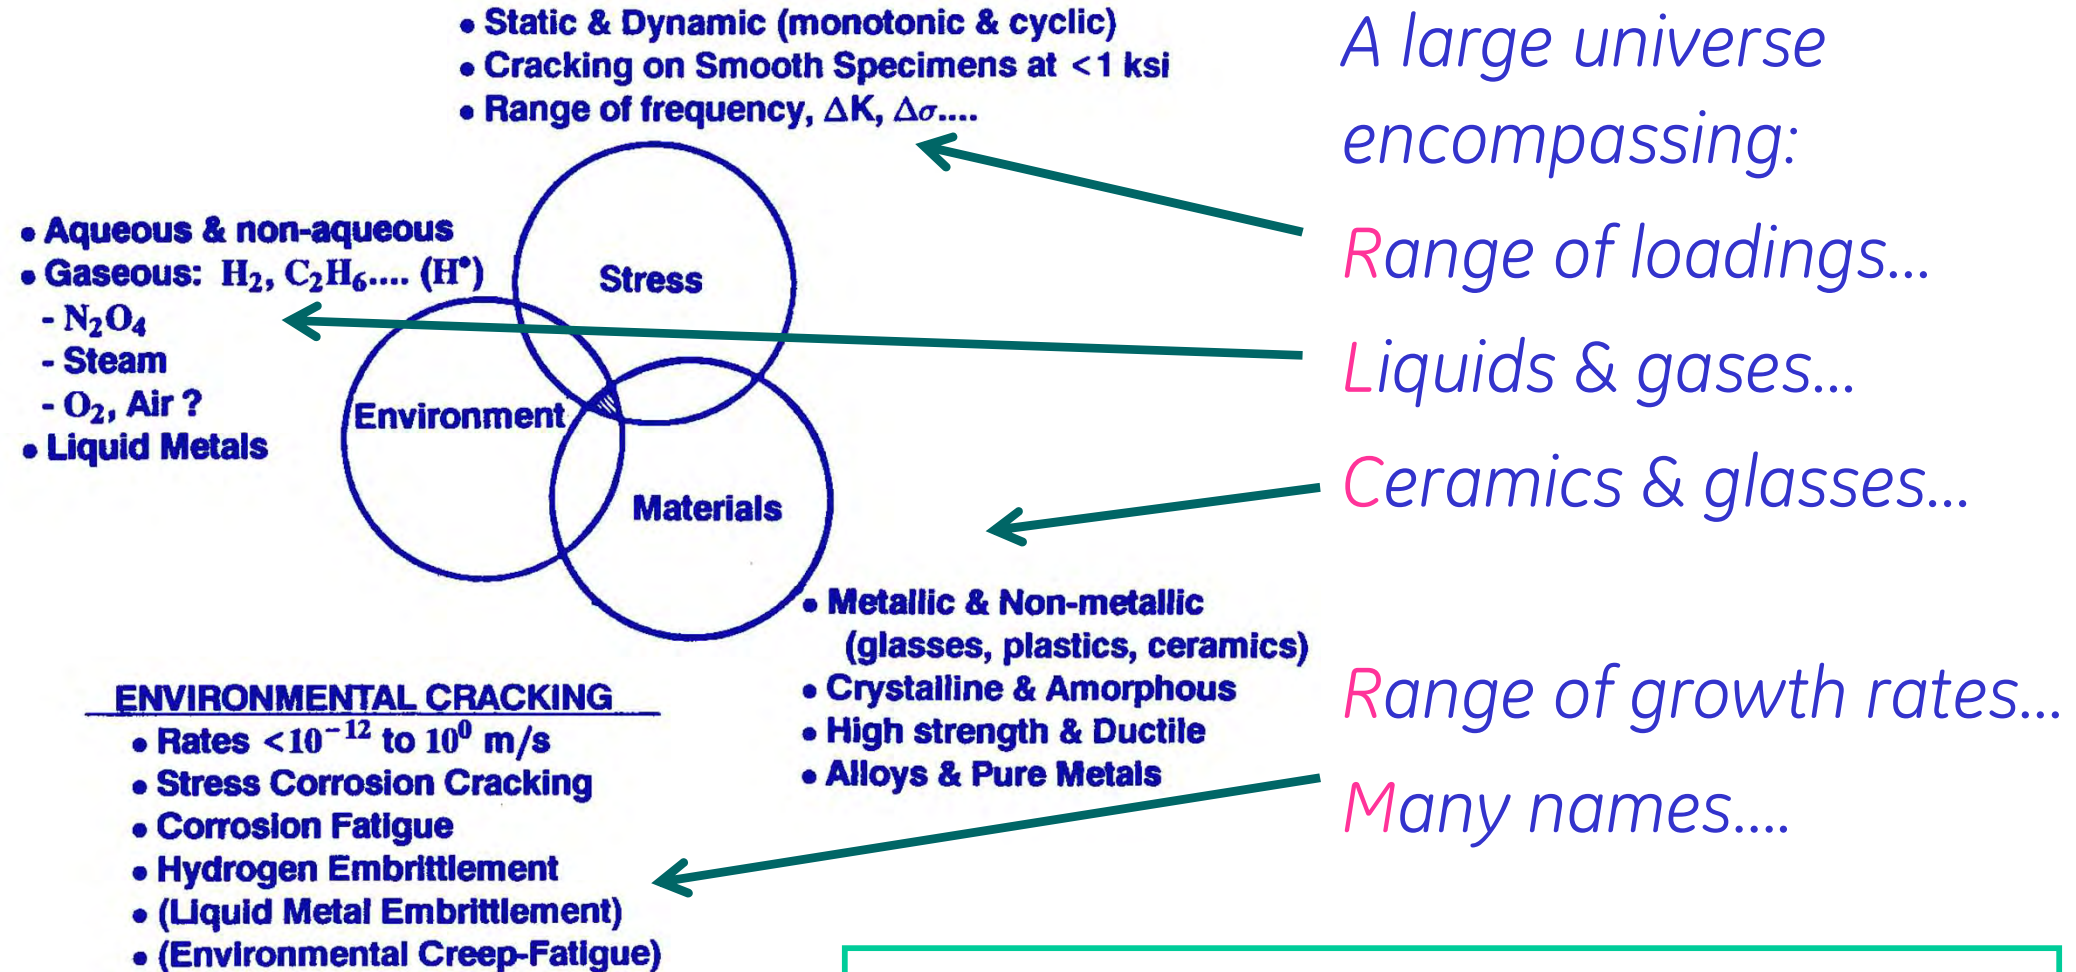 • Static & Dynamic (monotonic & cyclic)
• Cracking on Smooth Specimens at <1 ksi
• Range of frequency, ΔK, Δσ....
• Aqueous & non-aqueous
• Gaseous: H₂, C₂H₆.... (H•)
- N₂O₄
- Steam
- O₂, Air ?
• Liquid Metals
Stress
Environment
Materials
• Metallic & Non-metallic
(glasses, plastics, ceramics)
• Crystalline & Amorphous
• High strength & Ductile
• Alloys & Pure Metals
ENVIRONMENTAL CRACKING
• Rates <10⁻¹² to 10⁰ m/s
• Stress Corrosion Cracking
• Corrosion Fatigue
• Hydrogen Embrittlement
• (Liquid Metal Embrittlement)
• (Environmental Creep-Fatigue)
A large universe
encompassing:
Range of loadings...
Liquids & gases...
Ceramics & glasses...
Range of growth rates...
Many names....